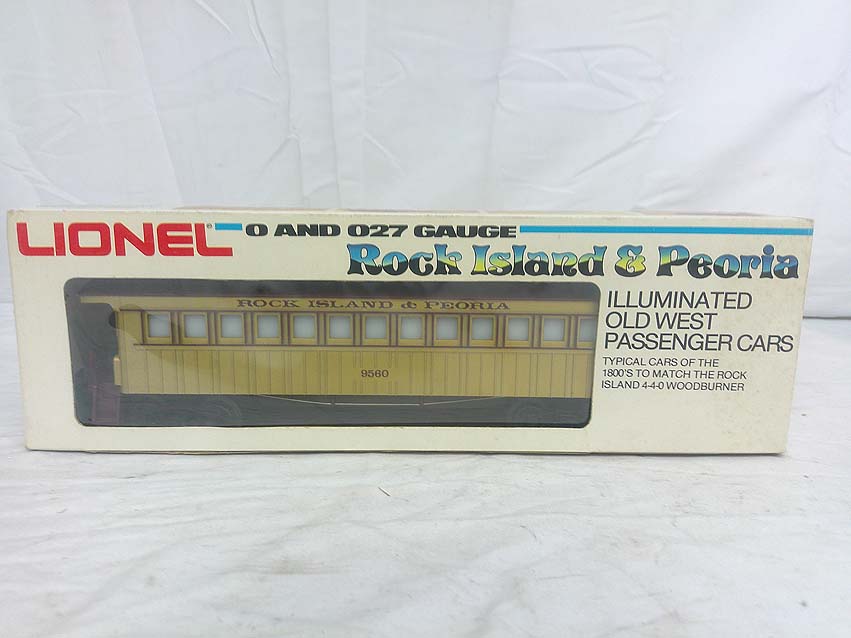 LIONEL®
O AND 027 GAUGE
Rock Island & Peoria
ROCK ISLAND & PEORIA
9560
ILLUMINATED
OLD WEST
PASSENGER CARS
TYPICAL CARS OF THE
1800'S TO MATCH THE ROCK
ISLAND 4-4-0 WOODBURNER